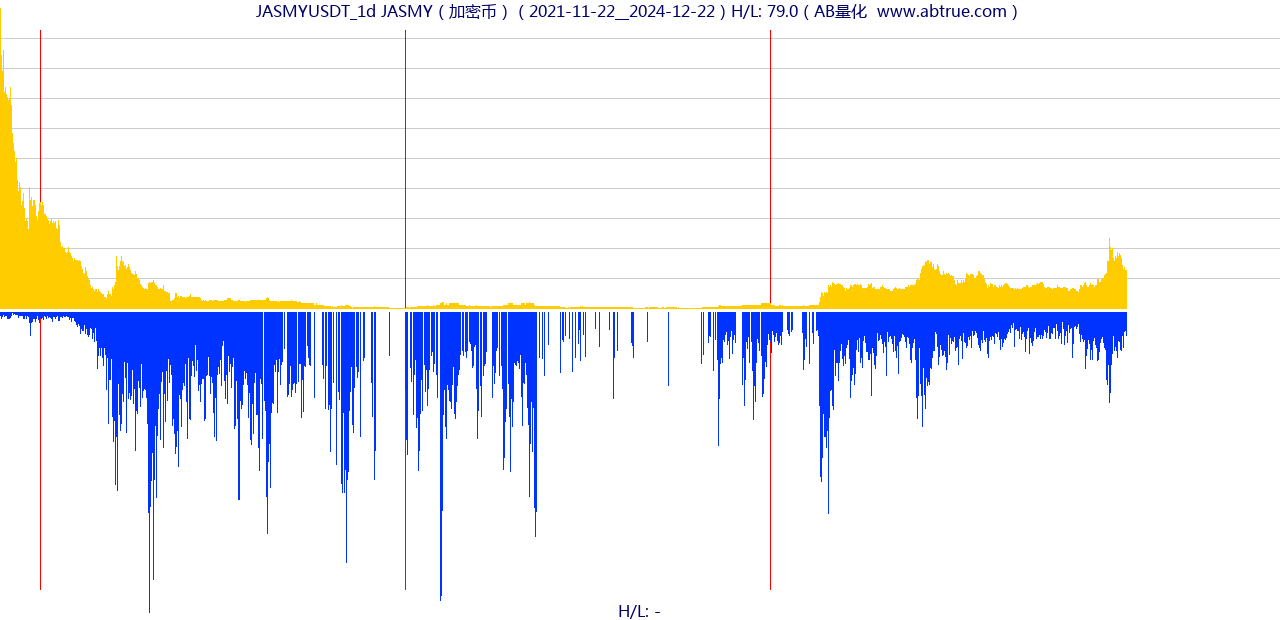 JASMYUSDT_1d JASMY ( 加密币 ) ( 2021-11-22__2024-12-22 ) H/L: 79.0 ( AB量化  www.abtrue.com )
H/L: -